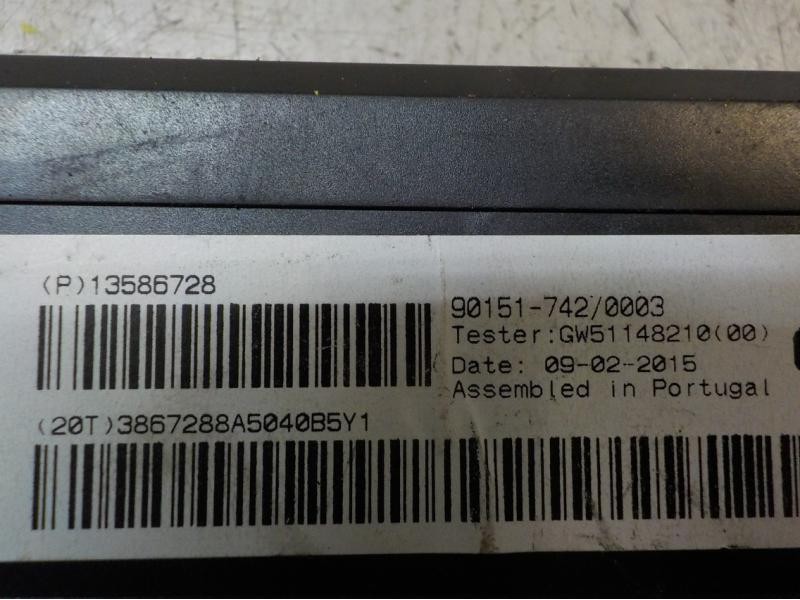 (P)13586728
90151-742/0003
Tester:GW51148210(00)
Date: 09-02-2015
Assembled in Portugal
(20T)3867288A5040B5Y1